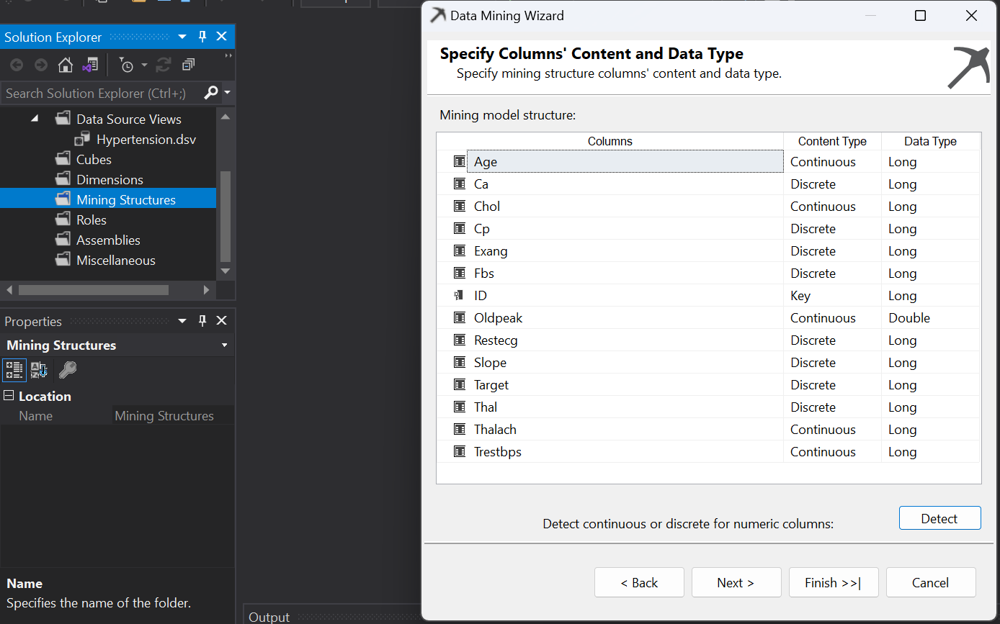 Solution Explorer
Search Solution Explorer (Ctrl+;)
Data Source Views
Hypertension.dsv
Cubes
Dimensions
Mining Structures
Roles
Assemblies
Miscellaneous
Properties
Mining Structures
Location
Name Mining Structures
Name
Specifies the name of the folder.
Output
Data Mining Wizard
Specify Columns' Content and Data Type
Specify mining structure columns' content and data type.
Mining model structure:
Columns Content Type Data Type
Age Continuous Long
Ca Discrete Long
Chol Continuous Long
Cp Discrete Long
Exang Discrete Long
Fbs Discrete Long
ID Key Long
Oldpeak Continuous Double
Restecg Discrete Long
Slope Discrete Long
Target Discrete Long
Thal Discrete Long
Thalach Continuous Long
Trestbps Continuous Long
Detect continuous or discrete for numeric columns: Detect
< Back Next > Finish >>| Cancel